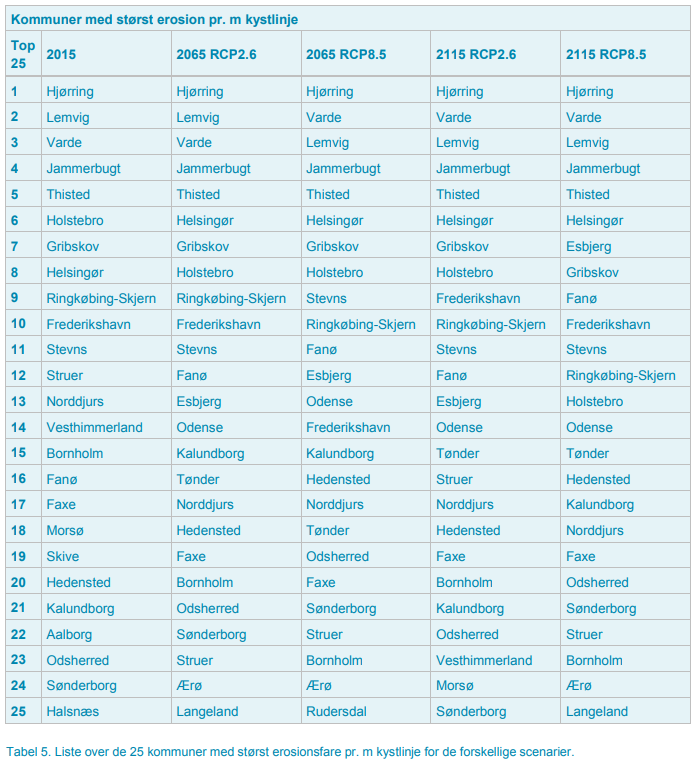 Kommuner med størst erosion pr. m kystlinje
Top 25 2015 2065 RCP2.6 2065 RCP8.5 2115 RCP2.6 2115 RCP8.5
1 Hjørring Hjørring Hjørring Hjørring Hjørring
2 Lemvig Lemvig Varde Varde Varde
3 Varde Varde Lemvig Lemvig Lemvig
4 Jammerbugt Jammerbugt Jammerbugt Jammerbugt Jammerbugt
5 Thisted Thisted Thisted Thisted Thisted
6 Holstebro Helsingør Helsingør Helsingør Helsingør
7 Gribskov Gribskov Gribskov Gribskov Esbjerg
8 Helsingør Holstebro Holstebro Holstebro Gribskov
9 Ringkøbing-Skjern Ringkøbing-Skjern Stevns Frederikshavn Fanø
10 Frederikshavn Frederikshavn Ringkøbing-Skjern Ringkøbing-Skjern Frederikshavn
11 Stevns Stevns Fanø Stevns Stevns
12 Struer Fanø Esbjerg Fanø Ringkøbing-Skjern
13 Norddjurs Esbjerg Odense Esbjerg Holstebro
14 Vesthimmerland Odense Frederikshavn Odense Odense
15 Bornholm Kalundborg Kalundborg Tønder Tønder
16 Fanø Tønder Hedensted Struer Hedensted
17 Faxe Norddjurs Norddjurs Norddjurs Kalundborg
18 Morsø Hedensted Tønder Hedensted Norddjurs
19 Skive Faxe Odsherred Faxe Faxe
20 Hedensted Bornholm Faxe Bornholm Odsherred
21 Kalundborg Odsherred Sønderborg Kalundborg Sønderborg
22 Aalborg Sønderborg Struer Odsherred Struer
23 Odsherred Struer Bornholm Vesthimmerland Bornholm
24 Sønderborg Ærø Ærø Morsø Ærø
25 Halsnæs Langeland Rudersdal Sønderborg Langeland
Tabel 5. Liste over de 25 kommuner med størst erosionsfare pr. m kystlinje for de forskellige scenarier.